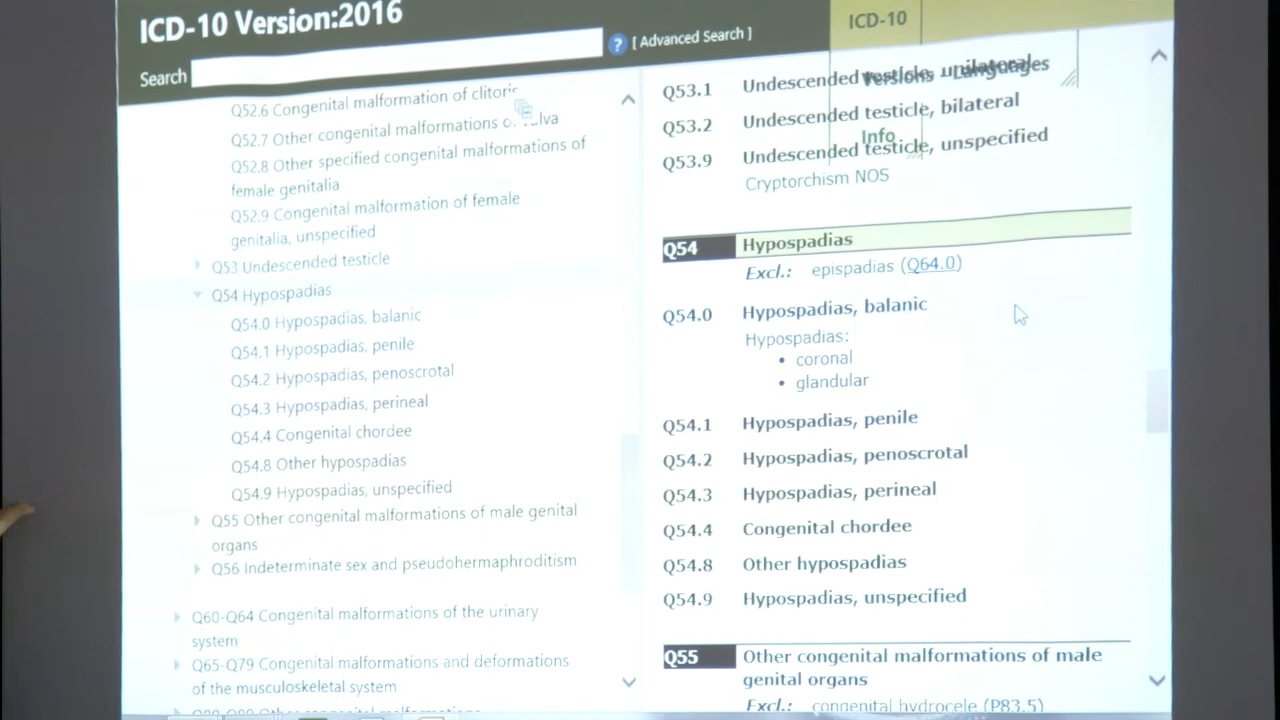 ICD-10 Version:2016
Search
? [ Advanced Search ]
ICD-10
Versions - Languages
Info
Q52.6 Congenital malformation of clitoris
Q52.7 Other congenital malformations of vulva
Q52.8 Other specified congenital malformations of
female genitalia
Q52.9 Congenital malformation of female
genitalia, unspecified
Q53 Undescended testicle
Q54 Hypospadias
Q54.0 Hypospadias, balanic
Q54.1 Hypospadias, penile
Q54.2 Hypospadias, penoscrotal
Q54.3 Hypospadias, perineal
Q54.4 Congenital chordee
Q54.8 Other hypospadias
Q54.9 Hypospadias, unspecified
Q55 Other congenital malformations of male genital
organs
Q56 Indeterminate sex and pseudohermaphroditism
Q60-Q64 Congenital malformations of the urinary
system
Q65-Q79 Congenital malformations and deformations
of the musculoskeletal system
Q53.1 Undescended testicle, unilateral
Q53.2 Undescended testicle, bilateral
Q53.9 Undescended testicle, unspecified
Cryptorchism NOS
Q54 Hypospadias
Excl.: epispadias (Q64.0)
Q54.0 Hypospadias, balanic
Hypospadias:
• coronal
• glandular
Q54.1 Hypospadias, penile
Q54.2 Hypospadias, penoscrotal
Q54.3 Hypospadias, perineal
Q54.4 Congenital chordee
Q54.8 Other hypospadias
Q54.9 Hypospadias, unspecified
Q55 Other congenital malformations of male
genital organs
Excl.: congenital hydrocele (P83.5)